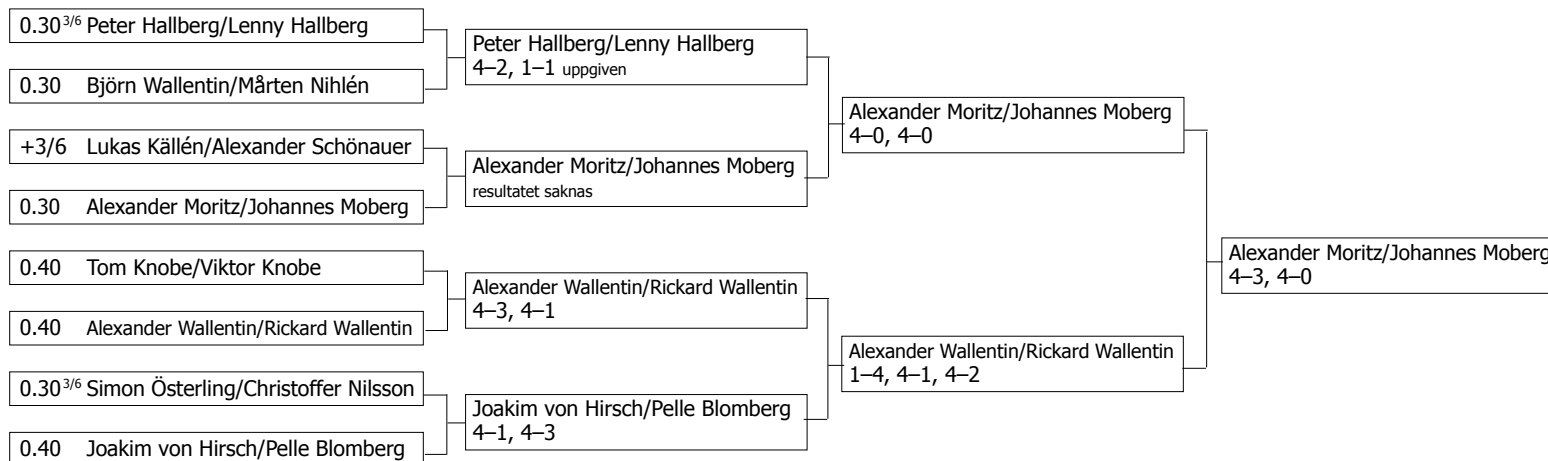 0.30 3/6 Peter Hallberg/Lenny Hallberg
0.30 Björn Wallentin/Mårten Nihlén
+3/6 Lukas Källén/Alexander Schönauer
0.30 Alexander Moritz/Johannes Moberg
0.40 Tom Knobe/Viktor Knobe
0.40 Alexander Wallentin/Rickard Wallentin
0.30 3/6 Simon Österling/Christoffer Nilsson
0.40 Joakim von Hirsch/Pelle Blomberg
Peter Hallberg/Lenny Hallberg
4–2, 1–1 uppgiven
Alexander Moritz/Johannes Moberg
resultatet saknas
Alexander Wallentin/Rickard Wallentin
4–3, 4–1
Joakim von Hirsch/Pelle Blomberg
4–1, 4–3
Alexander Moritz/Johannes Moberg
4–0, 4–0
Alexander Wallentin/Rickard Wallentin
1–4, 4–1, 4–2
Alexander Moritz/Johannes Moberg
4–3, 4–0